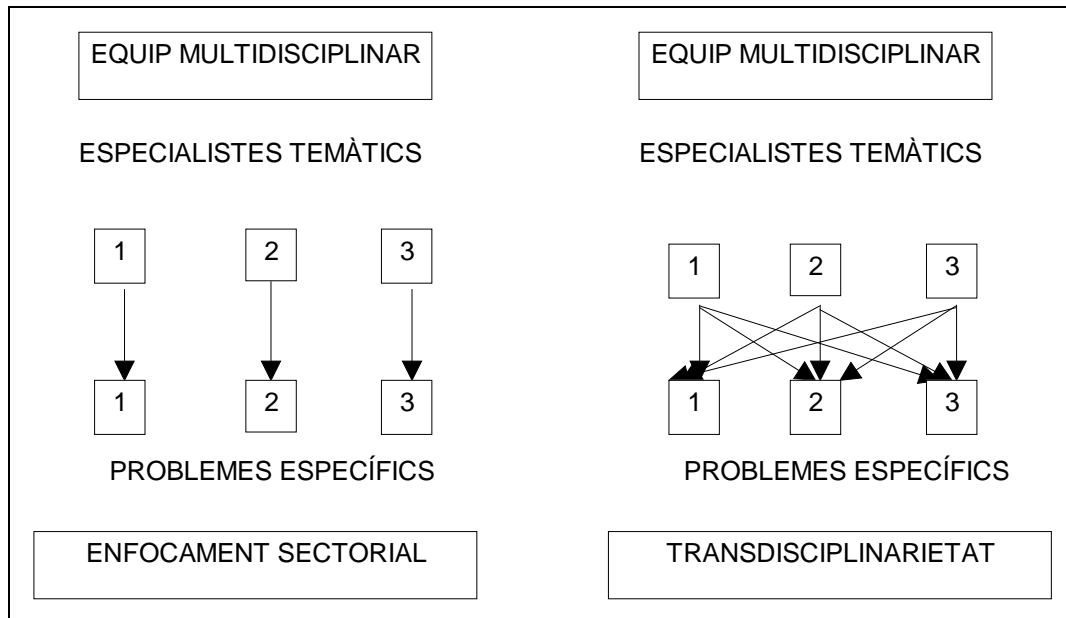 EQUIP MULTIDISCIPLINAR
ESPECIALISTES TEMÀTICS
1 2 3
1 2 3
PROBLEMES ESPECÍFICS
ENFOCAMENT SECTORIAL
EQUIP MULTIDISCIPLINAR
ESPECIALISTES TEMÀTICS
1 2 3
1 2 3
PROBLEMES ESPECÍFICS
TRANSDISCIPLINARIETAT